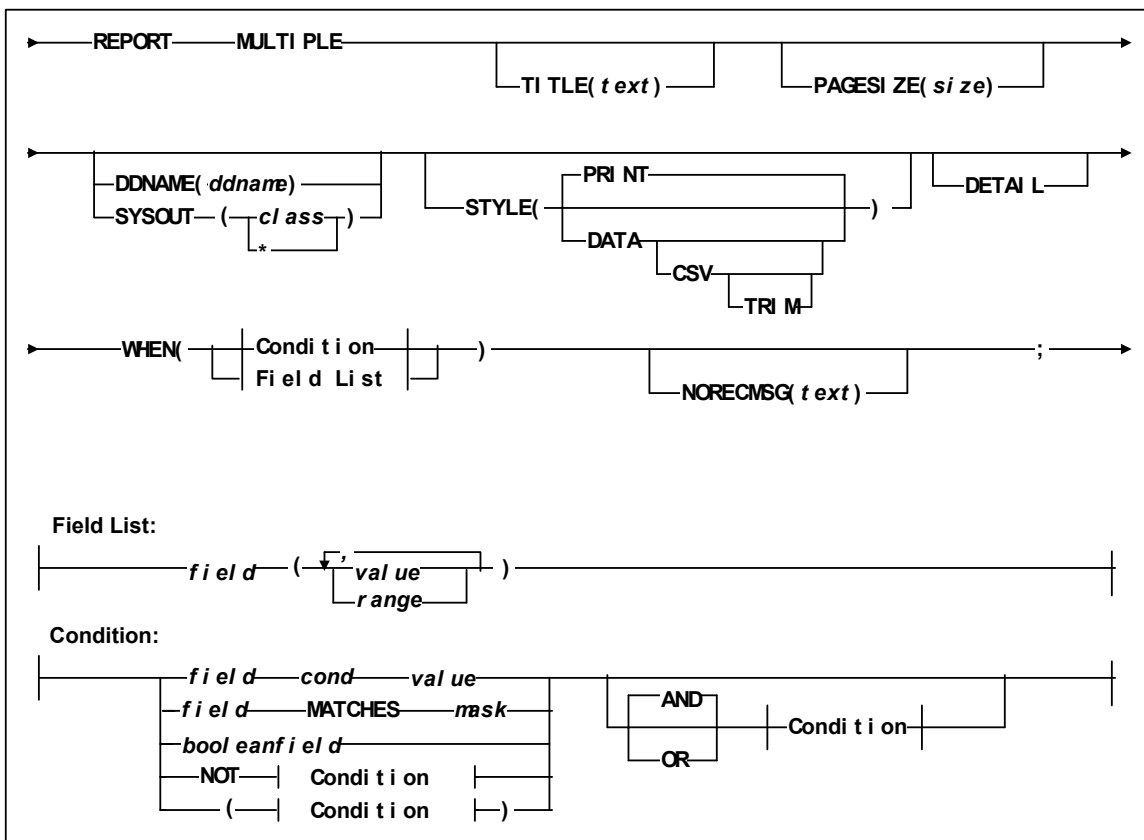 REPORT MULTIPLE
TITLE(text) PAGESIZE(size)
DDNAME(ddname)
SYSOUT (class)
*
STYLE(PRINT)
DATA
CSV
TRIM
DETAIL
WHEN( Condition )
Field List
NORECMSG(text)
;
Field List:
field ( , value )
range
Condition:
field cond value
field MATCHES mask
booleanfield
NOT Condition
( Condition )
AND
OR
Condition